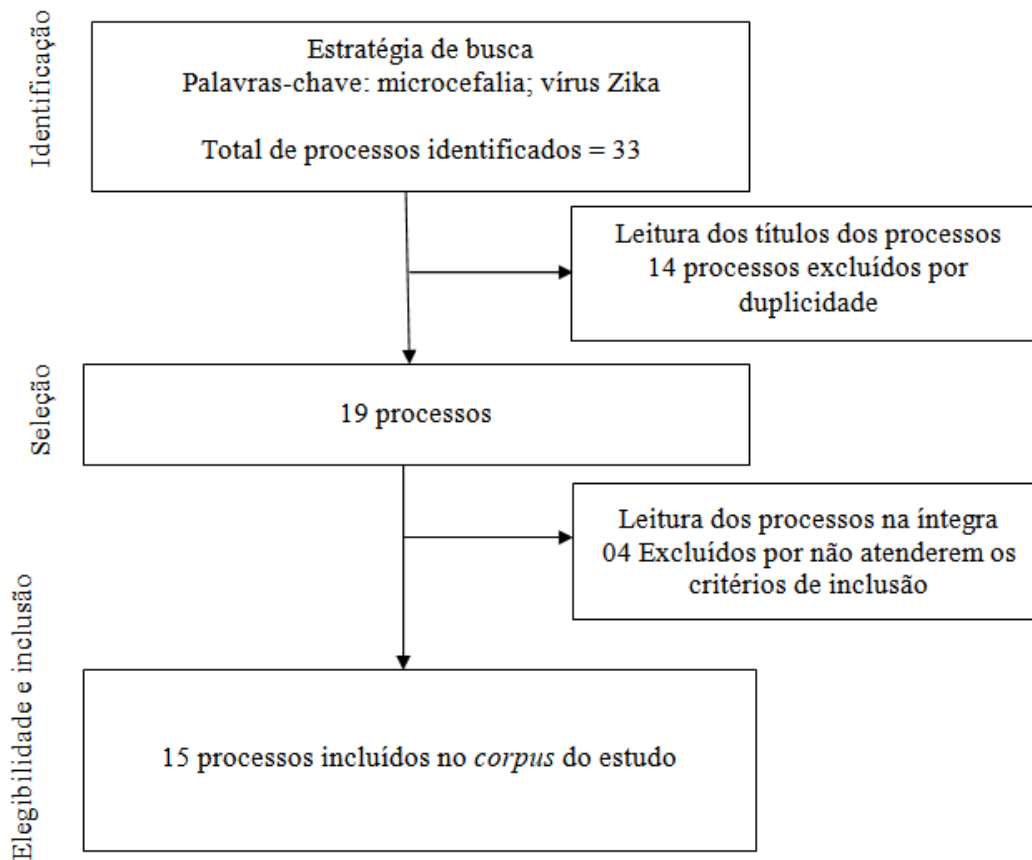 Identificação
Estratégia de busca
Palavras-chave: microcefalia; vírus Zika
Total de processos identificados = 33
Leitura dos títulos dos processos
14 processos excluídos por
duplicidade
Seleção
19 processos
Leitura dos processos na íntegra
04 Excluídos por não atenderem os
critérios de inclusão
Elegibilidade e inclusão
15 processos incluídos no corpus do estudo